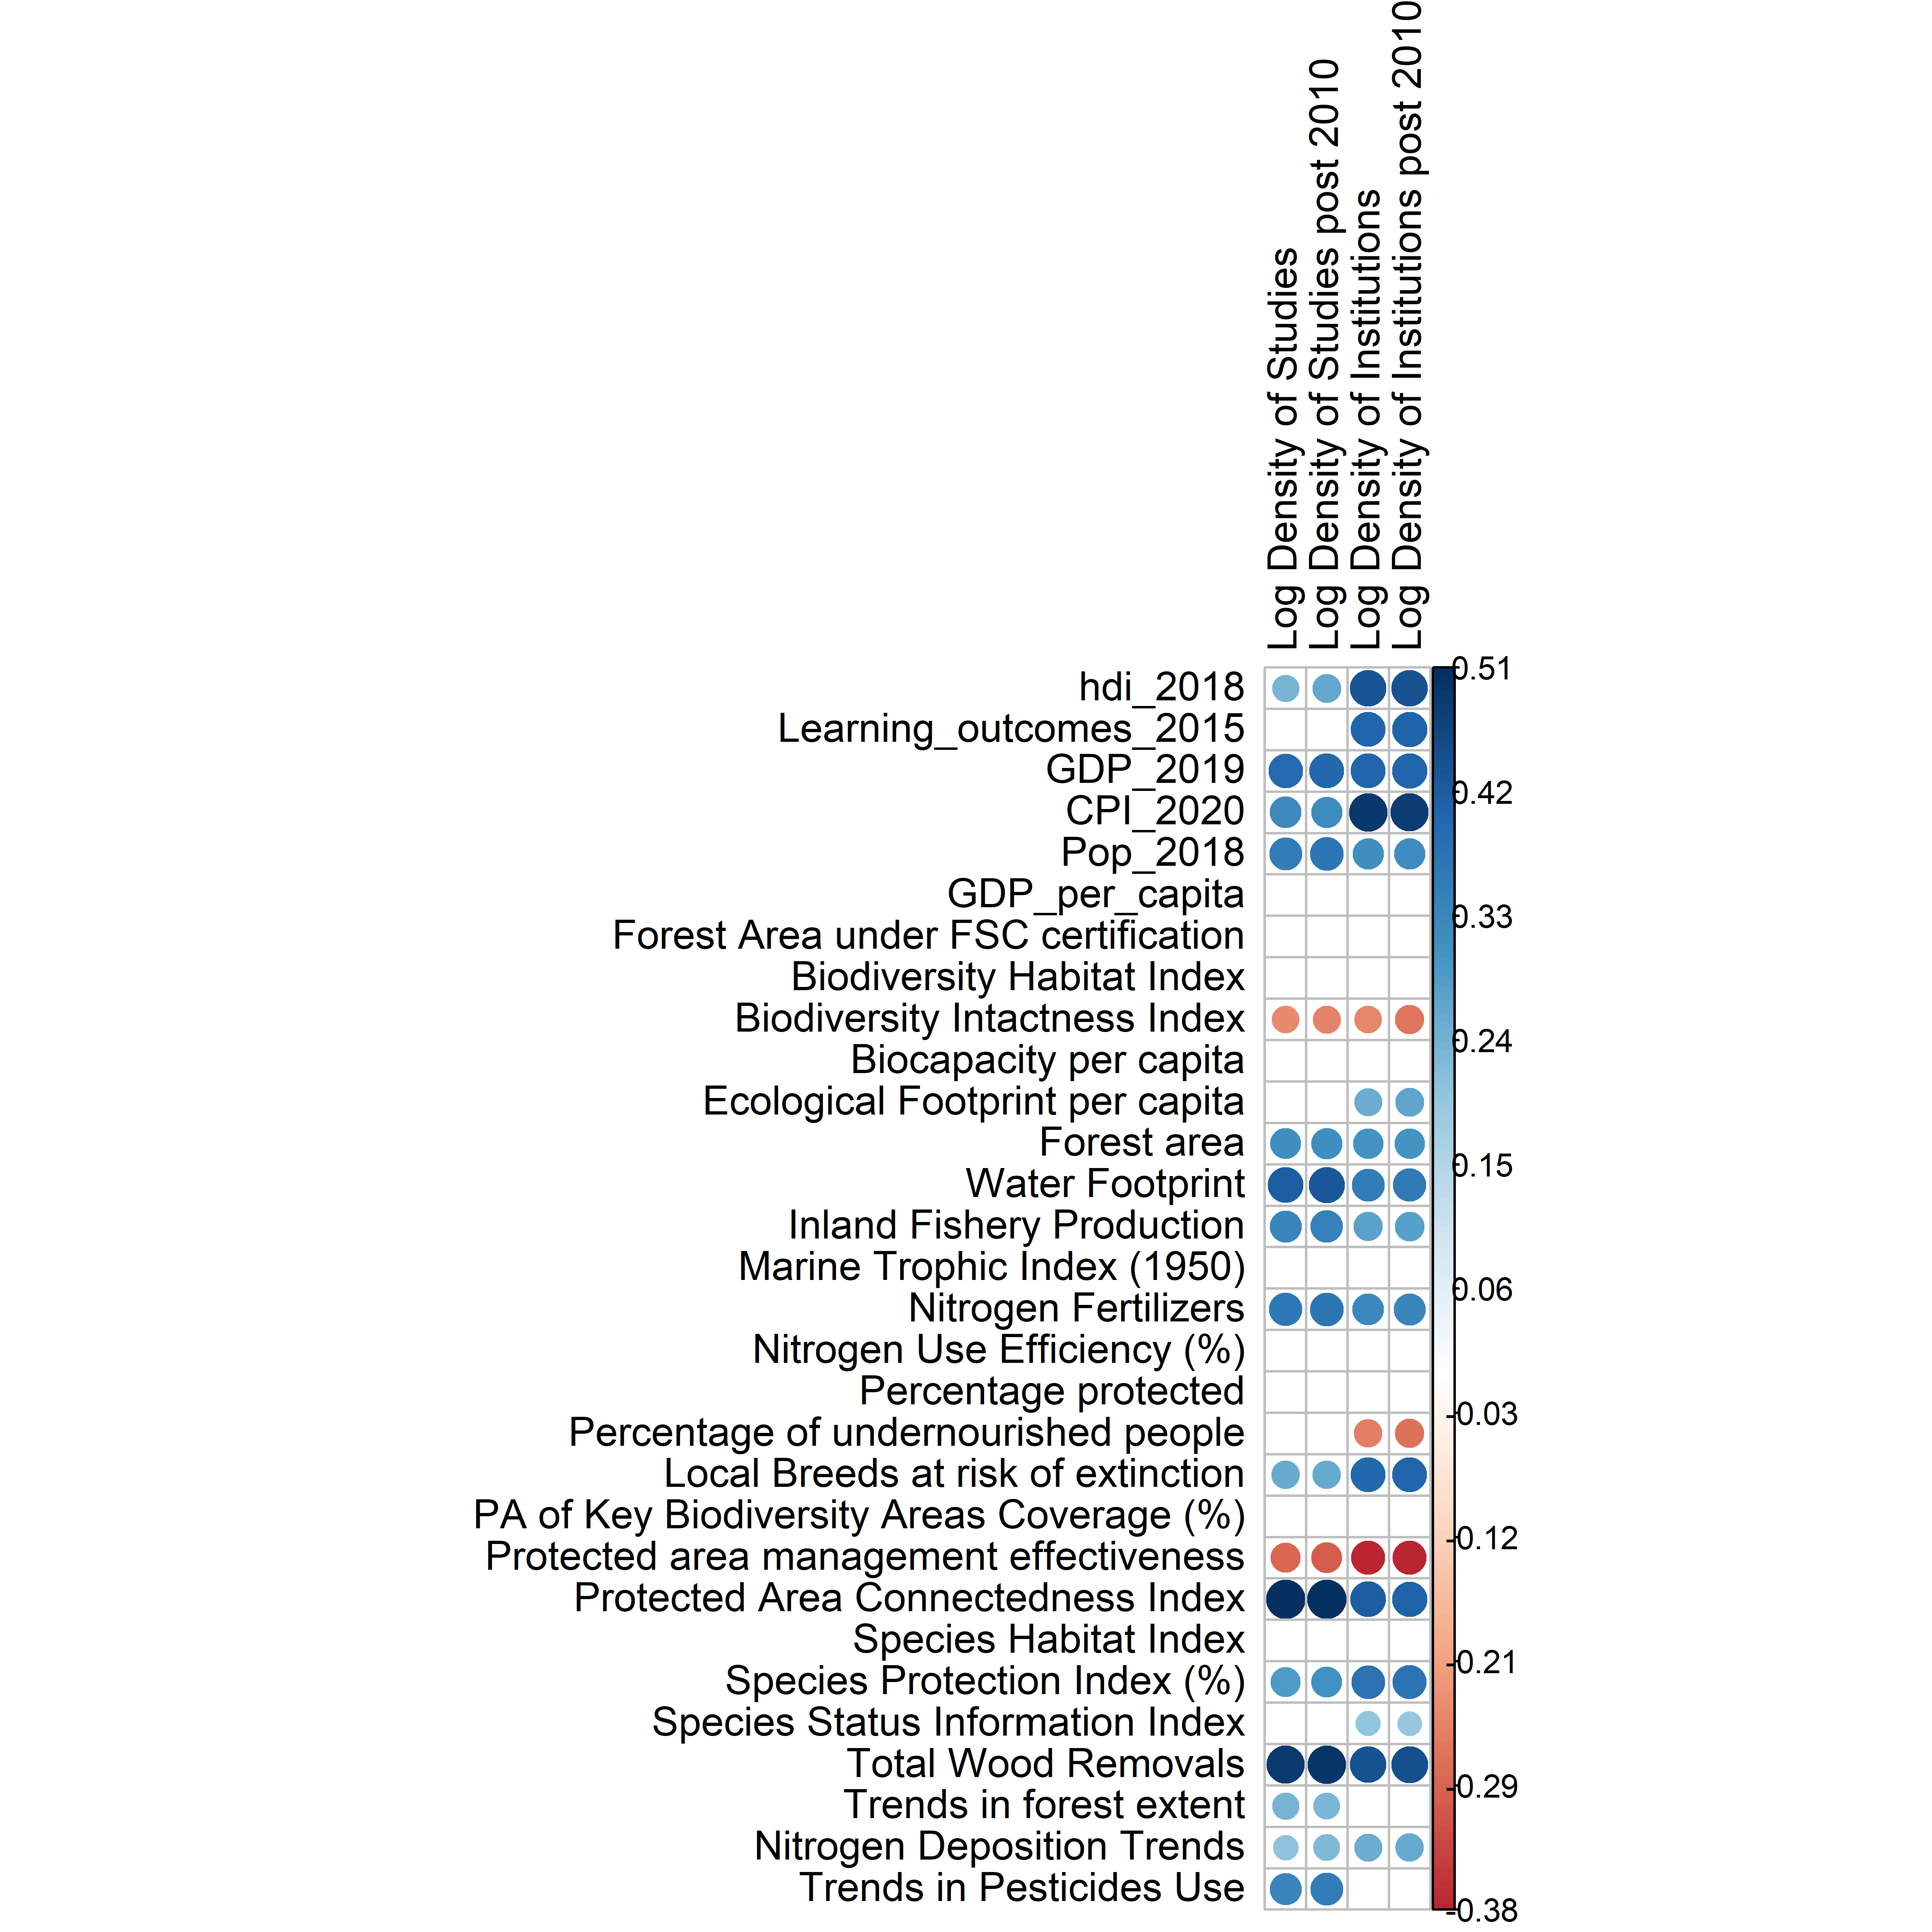 Log Density of Studies
Log Density of Studies post 2010
Log Density of Institutions
Log Density of Institutions post 2010
hdi_2018
Learning_outcomes_2015
GDP_2019
CPI_2020
Pop_2018
GDP_per_capita
Forest Area under FSC certification
Biodiversity Habitat Index
Biodiversity Intactness Index
Biocapacity per capita
Ecological Footprint per capita
Forest area
Water Footprint
Inland Fishery Production
Marine Trophic Index (1950)
Nitrogen Fertilizers
Nitrogen Use Efficiency (%)
Percentage protected
Percentage of undernourished people
Local Breeds at risk of extinction
PA of Key Biodiversity Areas Coverage (%)
Protected area management effectiveness
Protected Area Connectedness Index
Species Habitat Index
Species Protection Index (%)
Species Status Information Index
Total Wood Removals
Trends in forest extent
Nitrogen Deposition Trends
Trends in Pesticides Use
0.51
0.42
0.33
0.24
0.15
0.06
-0.03
-0.12
-0.21
-0.29
-0.38